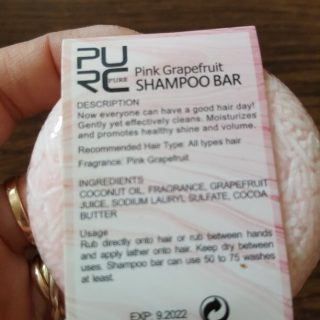 PURC
PURE
Pink Grapefruit
SHAMPOO BAR
DESCRIPTION
Now everyone can have a good hair day!
Gently yet effectively cleans. Moisturizes
and promotes healthy shine and volume.
Recommended Hair Type: All types hair
Fragrance: Pink Grapefruit
INGREDIENTS
COCONUT OIL, FRAGRANCE, GRAPEFRUIT
JUICE, SODIUM LAURYL SULFATE, COCOA
BUTTER
Usage
Rub directly onto hair or rub between hands
and apply lather onto hair. Keep dry between
uses. Shampoo bar can use 50 to 75 washes
at least.
EXP. 9.2022